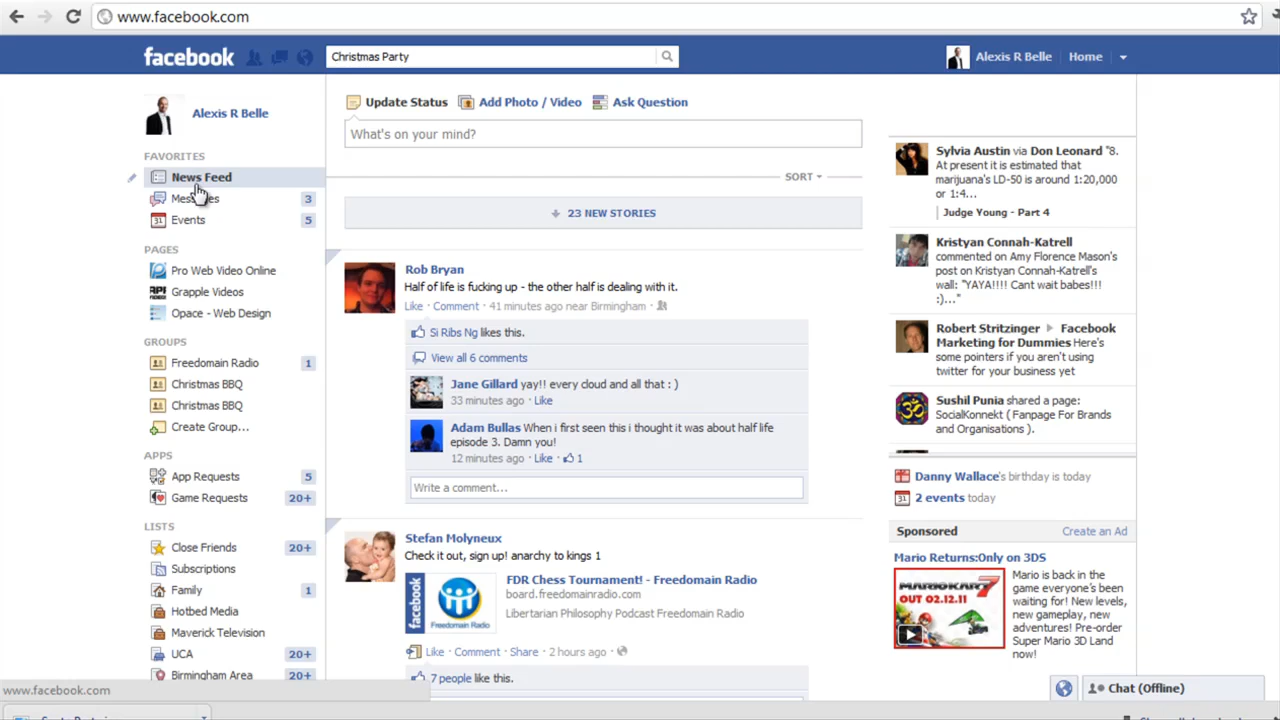 www.facebook.com
facebook
Christmas Party
Alexis R Belle
Home
Alexis R Belle
FAVORITES
News Feed
Messages 3
Events 5
PAGES
Pro Web Video Online
Grapple Videos
Opace - Web Design
GROUPS
Freedomain Radio 1
Christmas BBQ
Christmas BBQ
Create Group...
APPS
App Requests 5
Game Requests 20+
LISTS
Close Friends 20+
Subscriptions
Family 1
Hotbed Media
Maverick Television
UCA 20+
Birmingham Area 20+
www.facebook.com
Update Status Add Photo / Video Ask Question
What's on your mind?
SORT
23 NEW STORIES
Rob Bryan
Half of life is fucking up - the other half is dealing with it.
Like · Comment · 41 minutes ago near Birmingham ·
Si Ribs Ng likes this.
View all 6 comments
Jane Gillard yay!! every cloud and all that : )
33 minutes ago · Like
Adam Bullas When i first seen this i thought it was about half life
episode 3. Damn you!
12 minutes ago · Like · 1
Write a comment...
Stefan Molyneux
Check it out, sign up! anarchy to kings 1
facebook
Freedomain Radio
FDR Chess Tournament! - Freedomain Radio
board.freedomainradio.com
Libertarian Philosophy Podcast Freedomain Radio
Like · Comment · Share · 2 hours ago ·
7 people like this.
Sylvia Austin via Don Leonard "8.
At present it is estimated that
marijuana's LD-50 is around 1:20,000
or 1:4...
Judge Young - Part 4
Kristyan Connah-Katrell
commented on Amy Florence Mason's
post on Kristyan Connah-Katrell's
wall: "YAYA!!!! Cant wait babes!!!
:)..."
Robert Stritzinger Facebook
Marketing for Dummies Here's
some pointers if you aren't using
twitter for your business yet
Sushil Punia shared a page:
SocialKonnekt ( Fanpage For Brands
and Organisations ).
Danny Wallace's birthday is today
2 events today
Sponsored Create an Ad
Mario Returns:Only on 3DS
MARIOKART 7
OUT 02.12.11
Mario is back in the
game everyone's been
waiting for! New levels,
new gameplay, new
adventures! Pre-order
Super Mario 3D Land
now!
Chat (Offline)